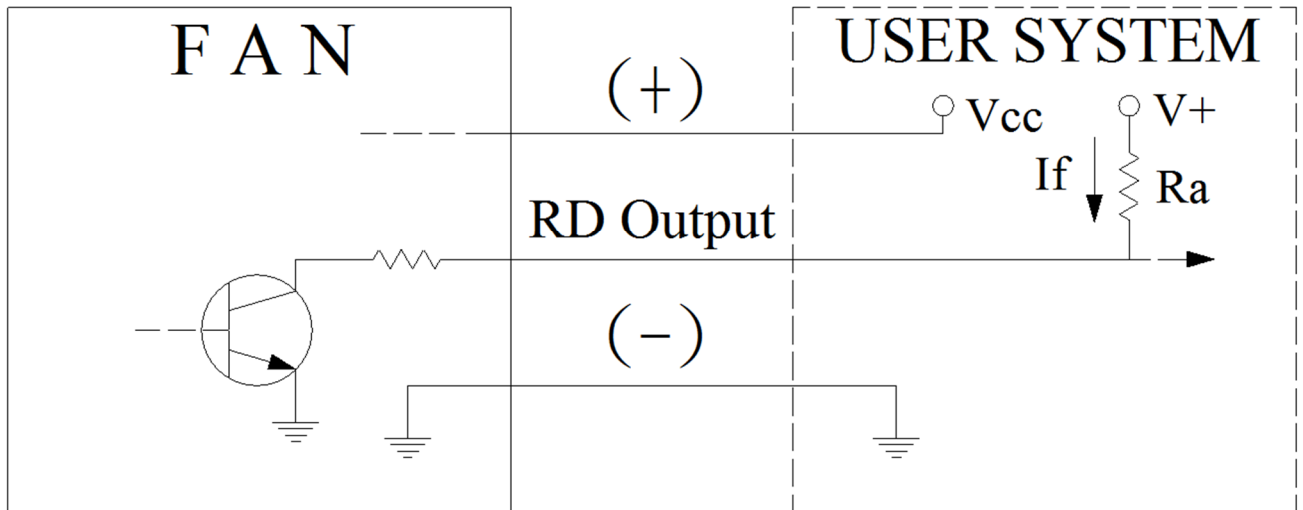 F A N
USER SYSTEM
(+)
Vcc
V+
If
Ra
RD Output
(-)